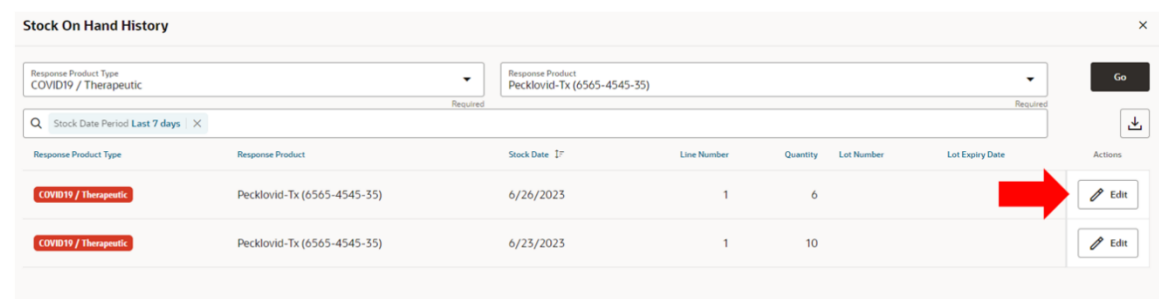 Stock On Hand History
Response Product Type
COVID19 / Therapeutic
Required
Response Product
Pecklovid-Tx (6565-4545-35)
Required
Go
Stock Date Period Last 7 days
Response Product Type Response Product Stock Date Line Number Quantity Lot Number Lot Expiry Date Actions
COVID19 / Therapeutic Pecklovid-Tx (6565-4545-35) 6/26/2023 1 6 Edit
COVID19 / Therapeutic Pecklovid-Tx (6565-4545-35) 6/23/2023 1 10 Edit